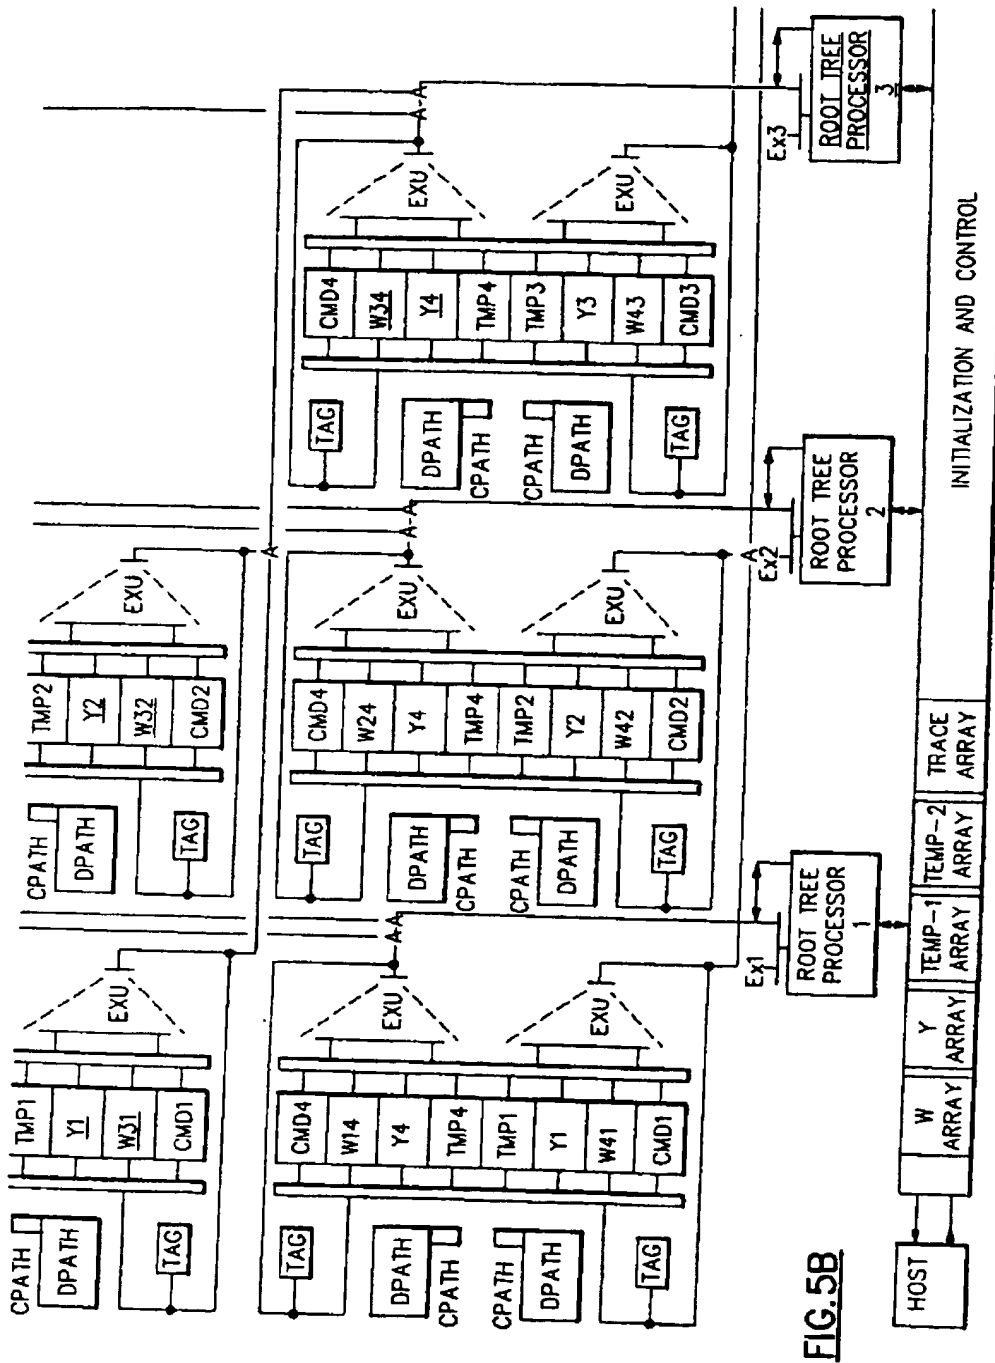 CPATH
DPATH
TAG
TMP1
Y1
W31
CMD1
EXU
CPATH
DPATH
TAG
TMP2
Y2
W32
CMD2
EXU
A
TAG
DPATH
CPATH
CPATH
DPATH
TAG
CMD4
W14
Y4
TMP4
TMP1
Y1
W41
CMD1
EXU
EXU
A
A
TAG
DPATH
CPATH
CPATH
DPATH
TAG
CMD4
W24
Y4
TMP4
TMP2
Y2
W42
CMD2
EXU
EXU
A-A
A
TAG
DPATH
CPATH
CPATH
DPATH
TAG
CMD4
W34
Y4
TMP4
TMP3
Y3
W43
CMD3
EXU
EXU
A-A
Ex1
ROOT TREE
PROCESSOR
1
Ex2
ROOT TREE
PROCESSOR
2
Ex3
ROOT TREE
PROCESSOR
3
HOST
W
ARRAY
Y
ARRAY
TEMP-1
ARRAY
TEMP-2
ARRAY
TRACE
ARRAY
INITIALIZATION AND CONTROL
FIG.5B